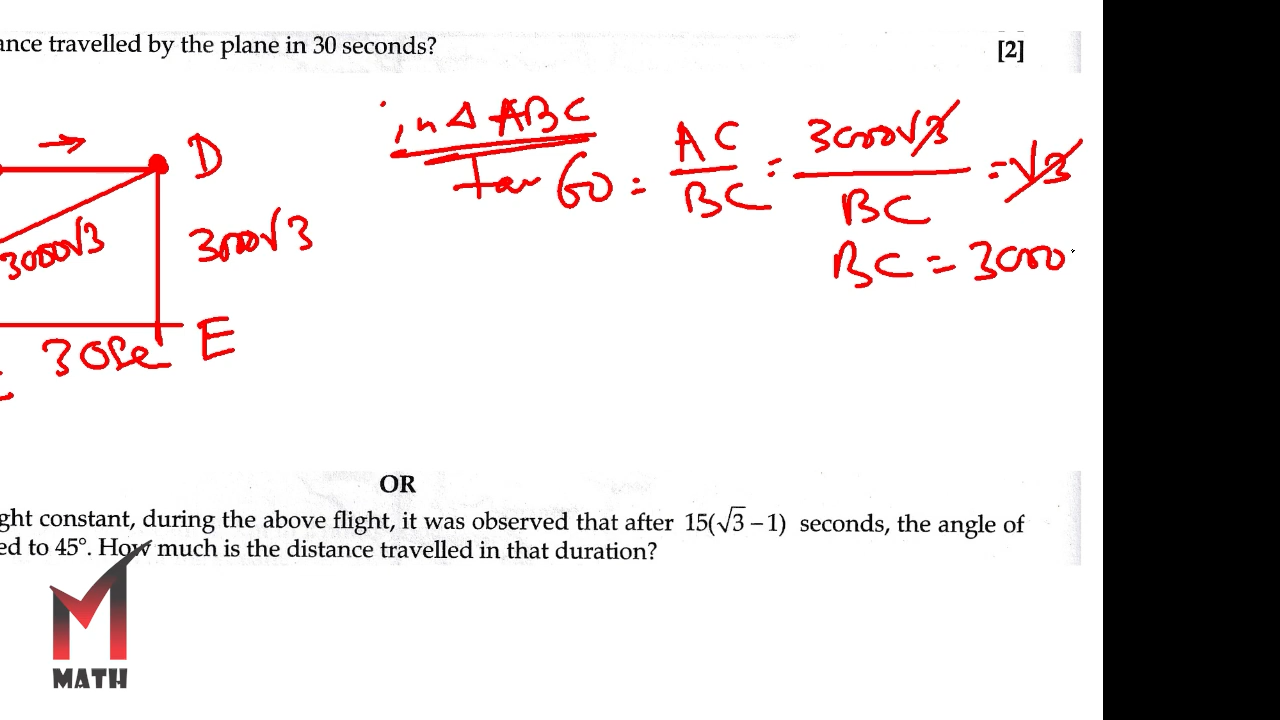 ance travelled by the plane in 30 seconds? [2]
in Δ ABC
Tan 60 = AC/BC = 3000√3/BC = √3
BC = 3000
D
3000√3
3000√3
30Se E
OR
ght constant, during the above flight, it was observed that after 15(√3 – 1) seconds, the angle of
ed to 45°. How much is the distance travelled in that duration?
MATH